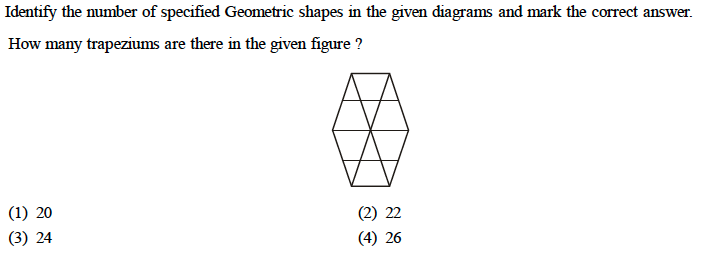 Identify the number of specified Geometric shapes in the given diagrams and mark the correct answer.
How many trapeziums are there in the given figure ?
(1) 20 (2) 22
(3) 24 (4) 26